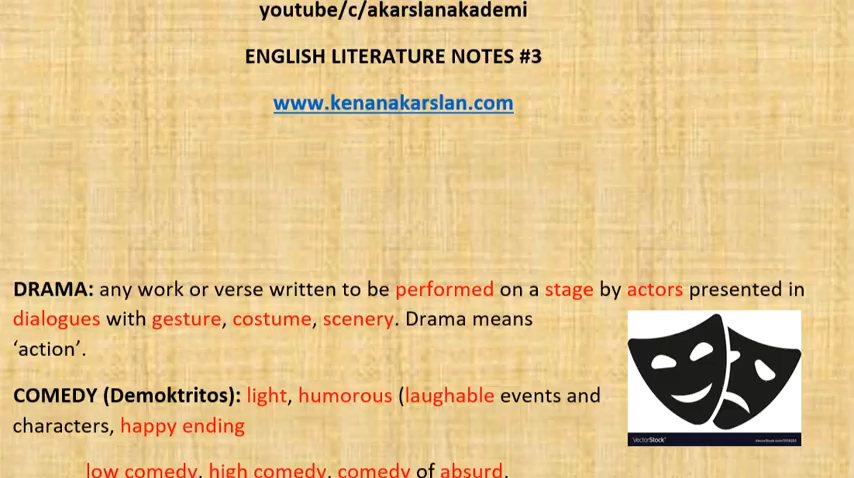 youtube/c/akarslanakademi
ENGLISH LITERATURE NOTES #3
www.kenanakarslan.com
DRAMA: any work or verse written to be performed on a stage by actors presented in
dialogues with gesture, costume, scenery. Drama means
‘action’.
COMEDY (Demoktritos): light, humorous (laughable events and
characters, happy ending
low comedy, high comedy, comedy of absurd.
VectorStock